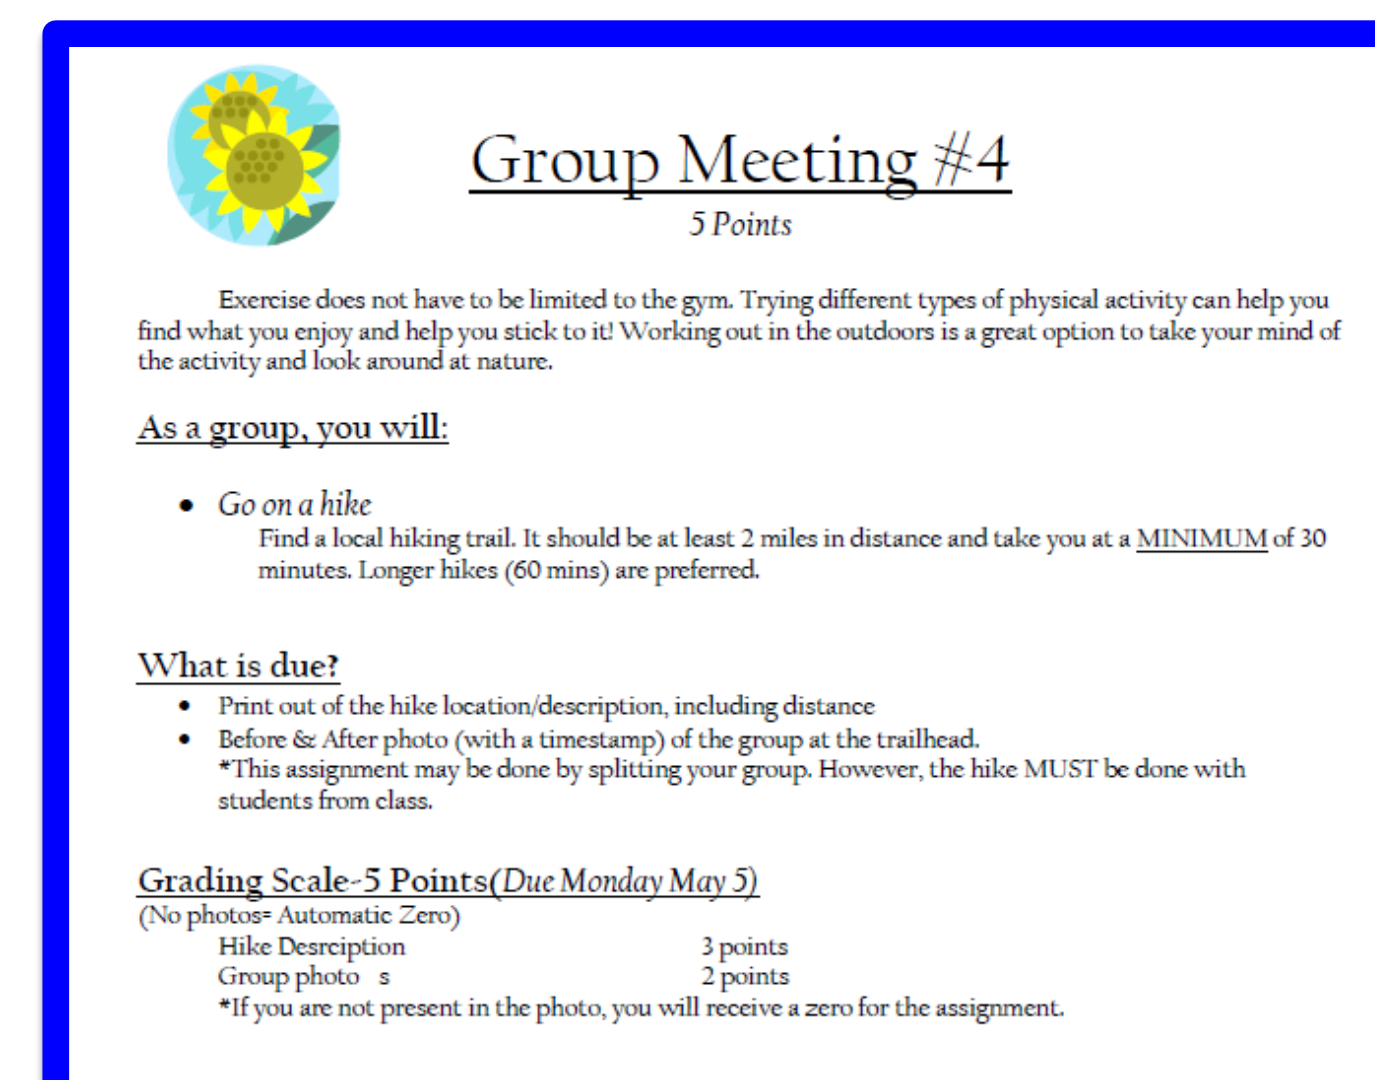 Group Meeting #4
5 Points
Exercise does not have to be limited to the gym. Trying different types of physical activity can help you
find what you enjoy and help you stick to it! Working out in the outdoors is a great option to take your mind of
the activity and look around at nature.
As a group, you will:
• Go on a hike
Find a local hiking trail. It should be at least 2 miles in distance and take you at a MINIMUM of 30
minutes. Longer hikes (60 mins) are preferred.
What is due?
• Print out of the hike location/description, including distance
• Before & After photo (with a timestamp) of the group at the trailhead.
*This assignment may be done by splitting your group. However, the hike MUST be done with
students from class.
Grading Scale-5 Points(Due Monday May 5)
(No photos= Automatic Zero)
Hike Desrciption 3 points
Group photo s 2 points
*If you are not present in the photo, you will receive a zero for the assignment.